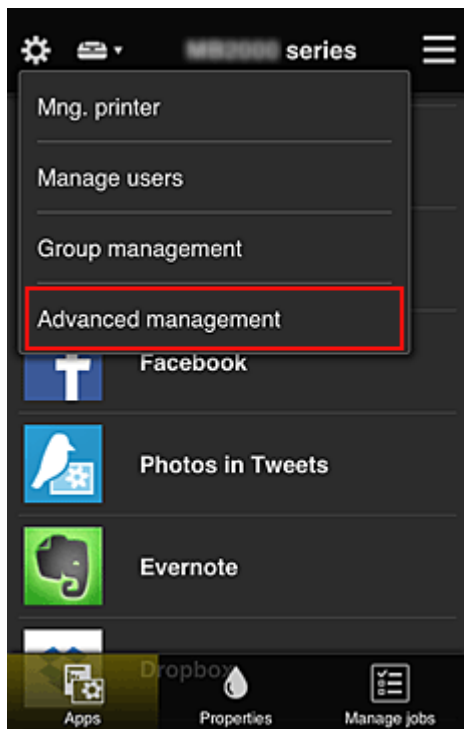 series
Mng. printer
Manage users
Group management
Advanced management
Facebook
Photos in Tweets
Evernote
Dropbox
Apps
Properties
Manage jobs